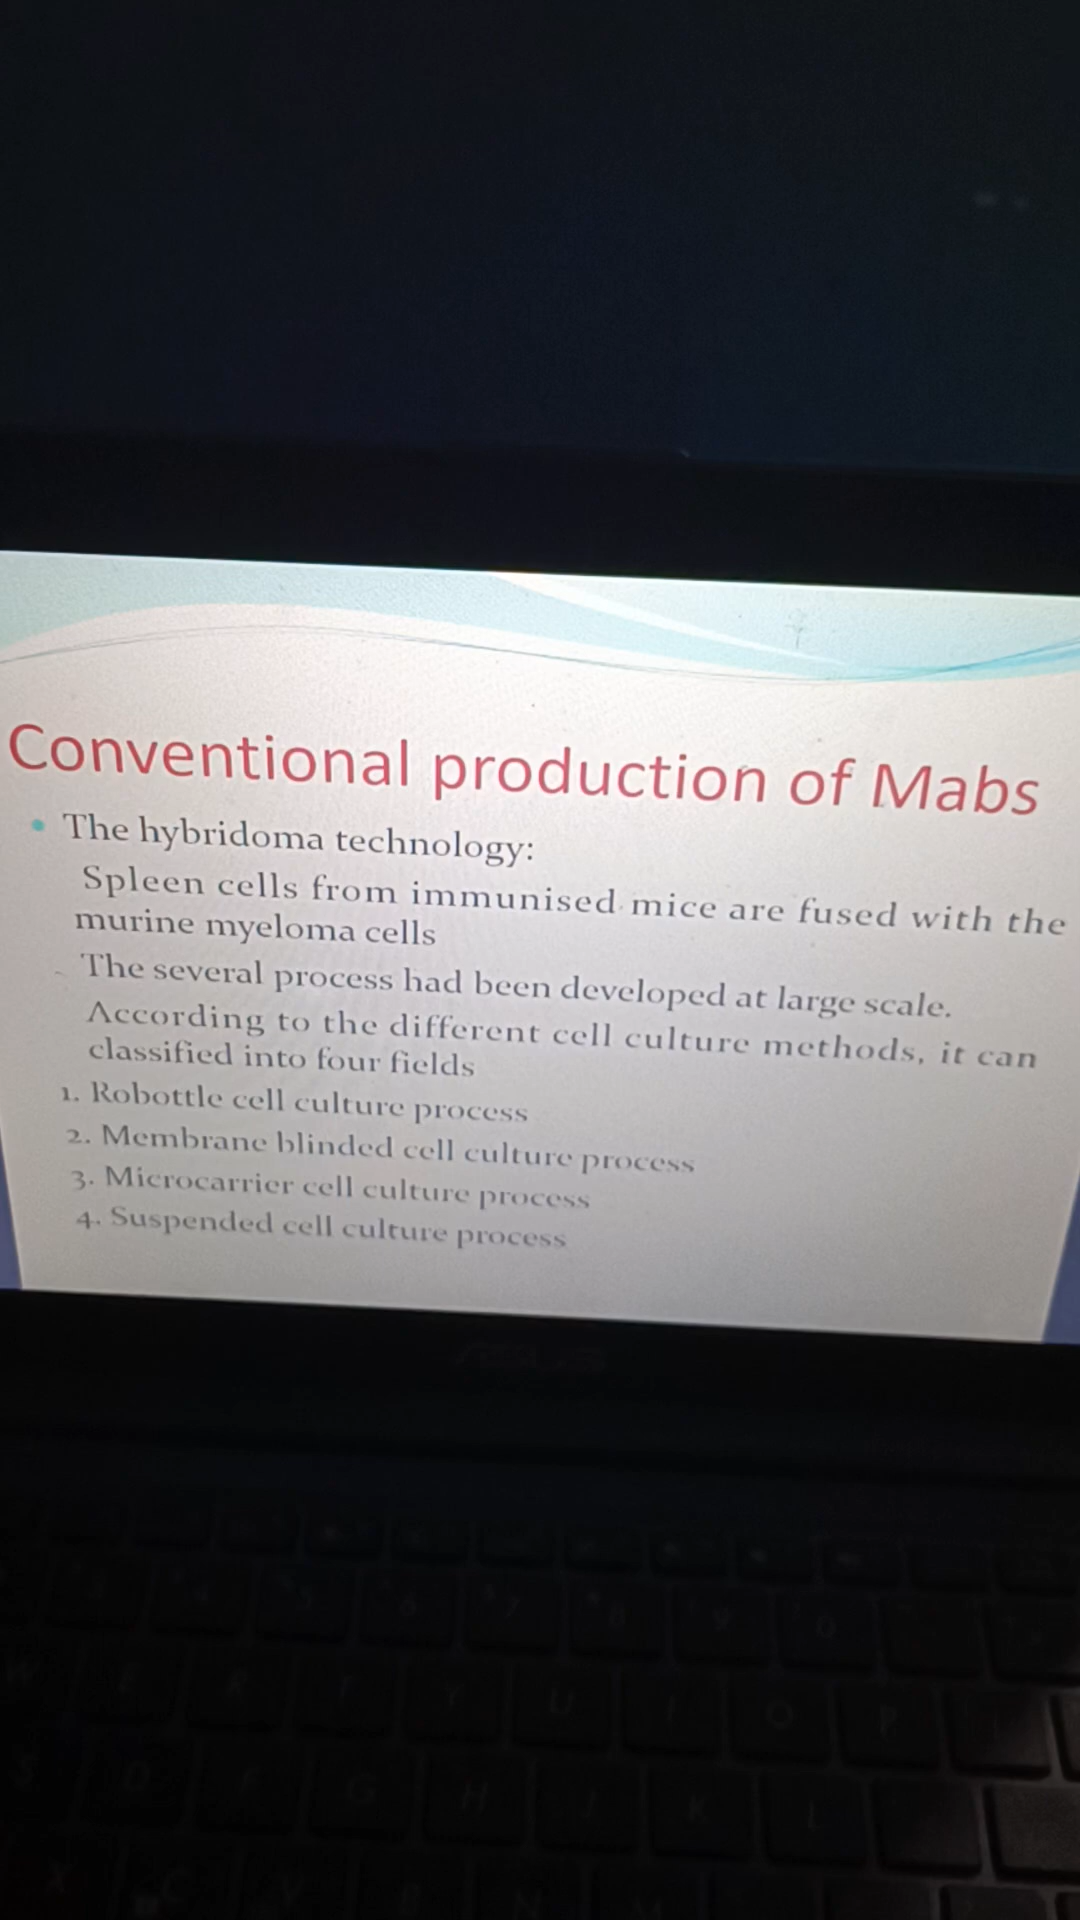 Conventional production of Mabs
The hybridoma technology:
Spleen cells from immunised mice are fused with the
murine myeloma cells
The several process had been developed at large scale.
According to the different cell culture methods, it can
classified into four fields
1. Robottle cell culture process
2. Membrane blinded cell culture process
3. Microcarrier cell culture process
4. Suspended cell culture process